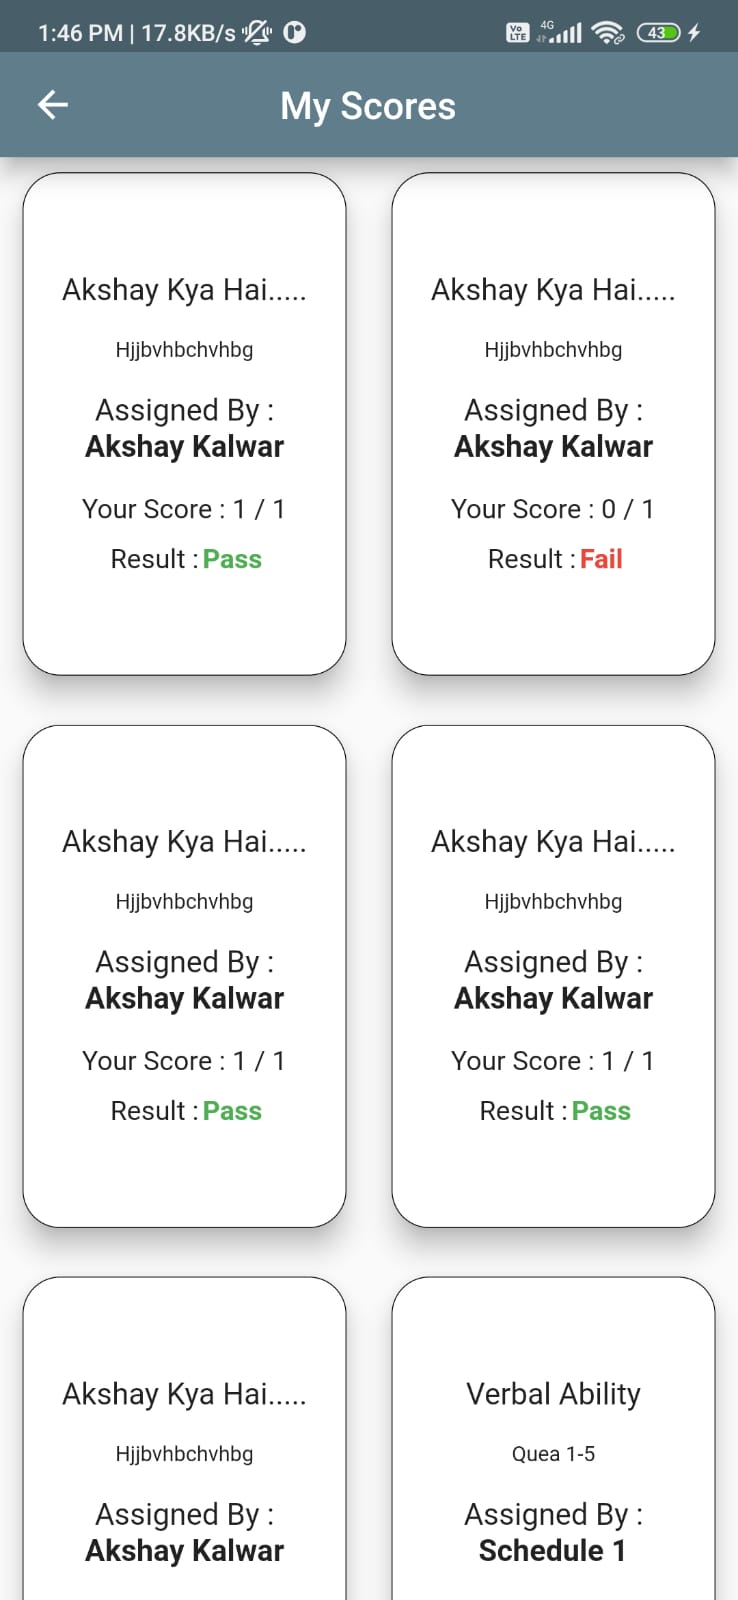 1:46 PM | 17.8KB/s
Vo LTE 4G 43
My Scores
Akshay Kya Hai.....
Hjjbvhbchvhbg
Assigned By :
Akshay Kalwar
Your Score : 1 / 1
Result : Pass
Akshay Kya Hai.....
Hjjbvhbchvhbg
Assigned By :
Akshay Kalwar
Your Score : 0 / 1
Result : Fail
Akshay Kya Hai.....
Hjjbvhbchvhbg
Assigned By :
Akshay Kalwar
Your Score : 1 / 1
Result : Pass
Akshay Kya Hai.....
Hjjbvhbchvhbg
Assigned By :
Akshay Kalwar
Your Score : 1 / 1
Result : Pass
Akshay Kya Hai.....
Hjjbvhbchvhbg
Assigned By :
Akshay Kalwar
Verbal Ability
Quea 1-5
Assigned By :
Schedule 1